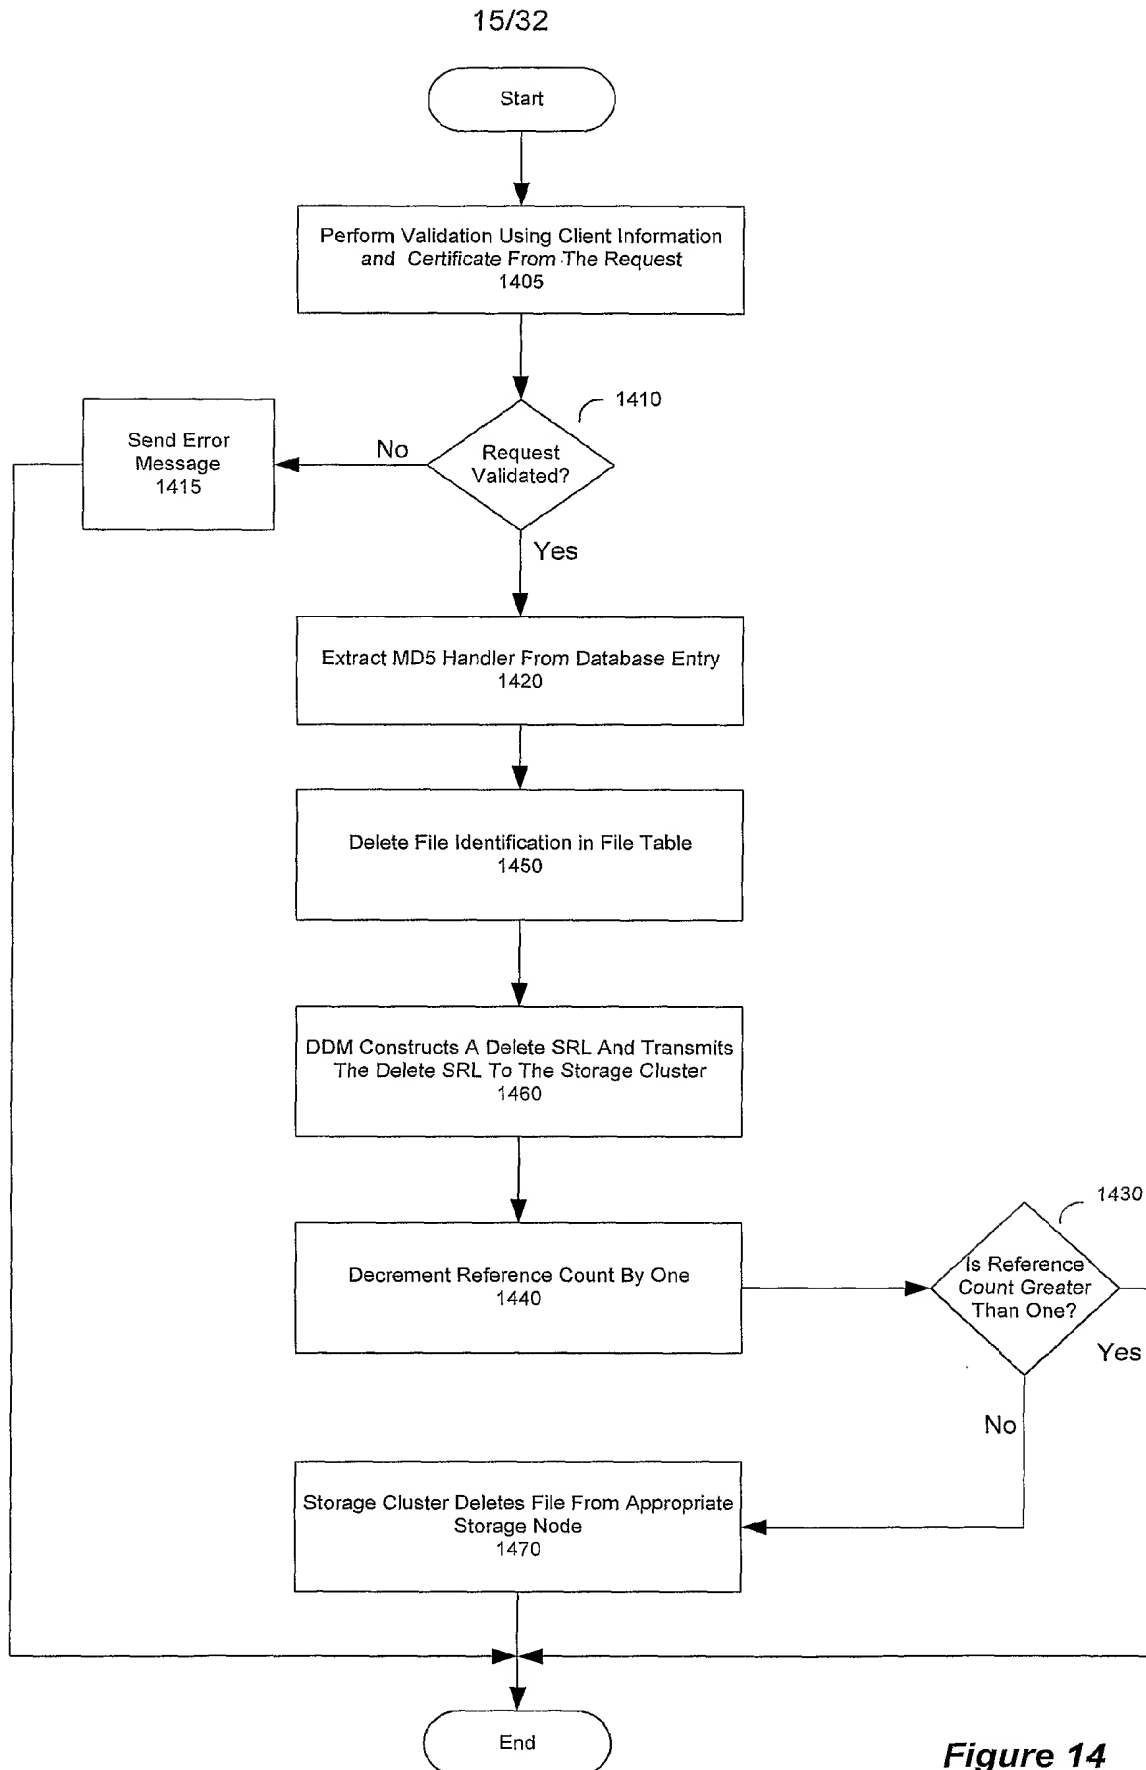 15/32
Start
Perform Validation Using Client Information
and Certificate From The Request
1405
1410
Request
Validated?
No
Send Error
Message
1415
Yes
Extract MD5 Handler From Database Entry
1420
Delete File Identification in File Table
1450
DDM Constructs A Delete SRL And Transmits
The Delete SRL To The Storage Cluster
1460
Decrement Reference Count By One
1440
1430
Is Reference
Count Greater
Than One?
Yes
No
Storage Cluster Deletes File From Appropriate
Storage Node
1470
End
Figure 14